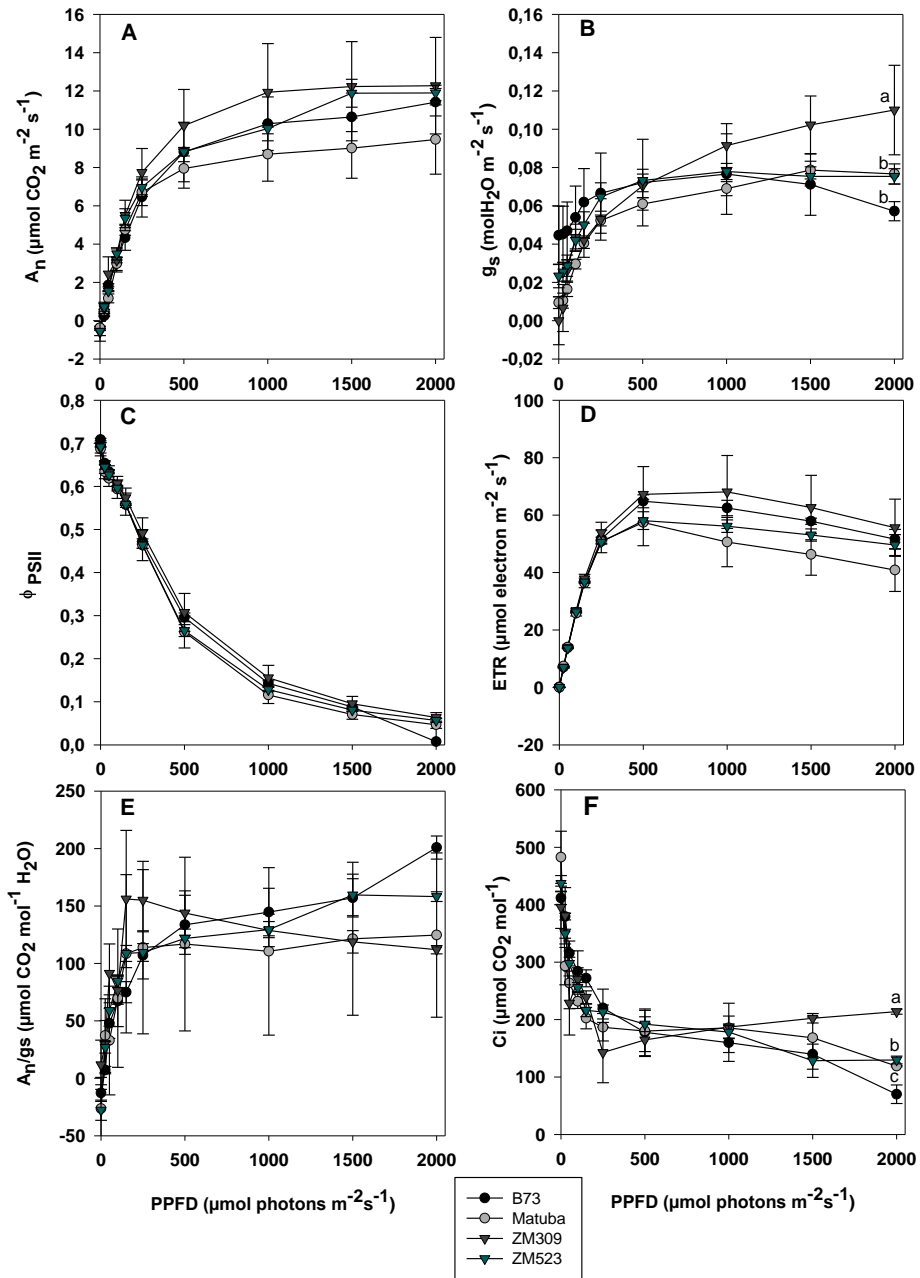 A
A_n (µmol CO₂ m⁻² s⁻¹)
16
14
12
10
8
6
4
2
0
-2
0 500 1000 1500 2000
B
g_s (molH₂O m⁻² s⁻¹)
0,16
0,14
0,12
0,10
0,08
0,06
0,04
0,02
0,00
-0,02
a
b
b
0 500 1000 1500 2000
C
ϕ PSII
0,8
0,7
0,6
0,5
0,4
0,3
0,2
0,1
0,0
0 500 1000 1500 2000
D
ETR (µmol electron m⁻² s⁻¹)
100
80
60
40
20
0
-20
0 500 1000 1500 2000
E
A_n/gs (µmol CO₂ mol⁻¹ H₂O)
250
200
150
100
50
0
-50
0 500 1000 1500 2000
PPFD (µmol photons m⁻²s⁻¹)
F
Ci (µmol CO₂ mol⁻¹)
600
500
400
300
200
100
0
a
b
c
0 500 1000 1500 2000
PPFD (µmol photons m⁻²s⁻¹)
B73
Matuba
ZM309
ZM523